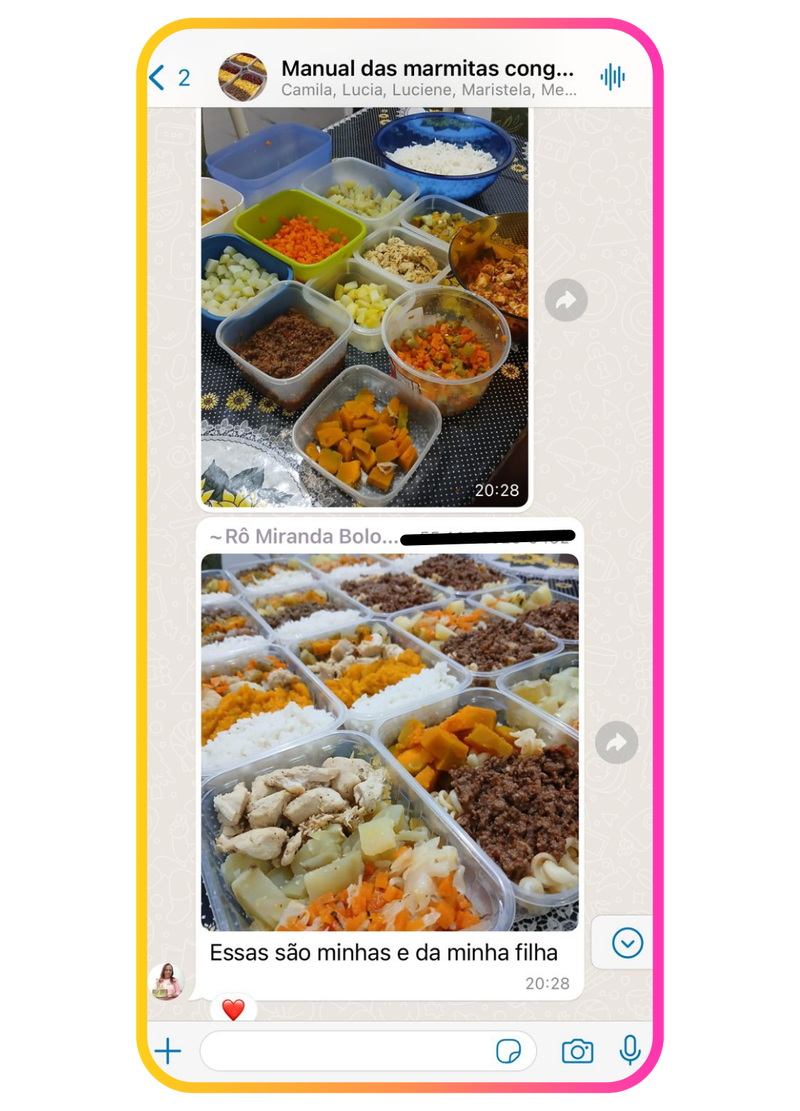 2
Manual das marmitas cong...
Camila, Lucia, Luciene, Maristela, Me...
20:28
~Rô Miranda Bolo...
Essas são minhas e da minha filha
20:28